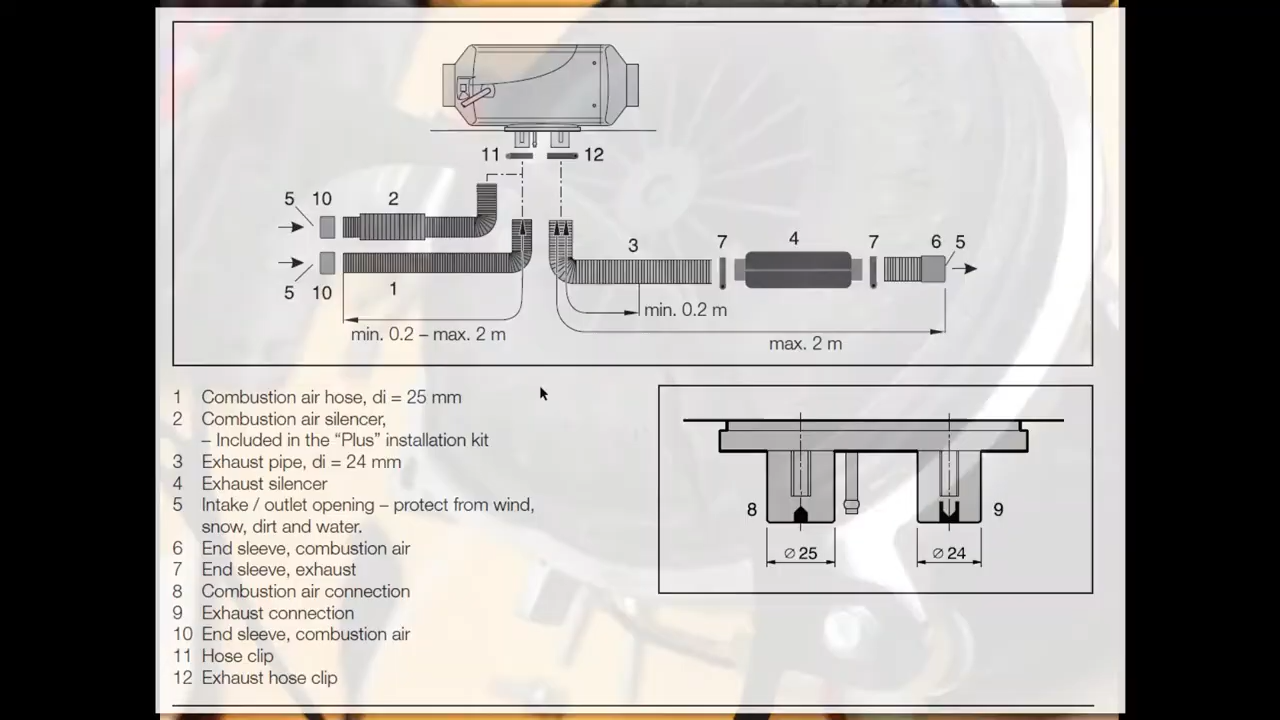 11 12
5 10 2
3 7 4 7 6 5
5 10 1
min. 0.2 m
min. 0.2 – max. 2 m
max. 2 m
1 Combustion air hose, di = 25 mm
2 Combustion air silencer,
– Included in the “Plus” installation kit
3 Exhaust pipe, di = 24 mm
4 Exhaust silencer
5 Intake / outlet opening – protect from wind,
snow, dirt and water.
6 End sleeve, combustion air
7 End sleeve, exhaust
8 Combustion air connection
9 Exhaust connection
10 End sleeve, combustion air
11 Hose clip
12 Exhaust hose clip
8 9
⌀ 25 ⌀ 24